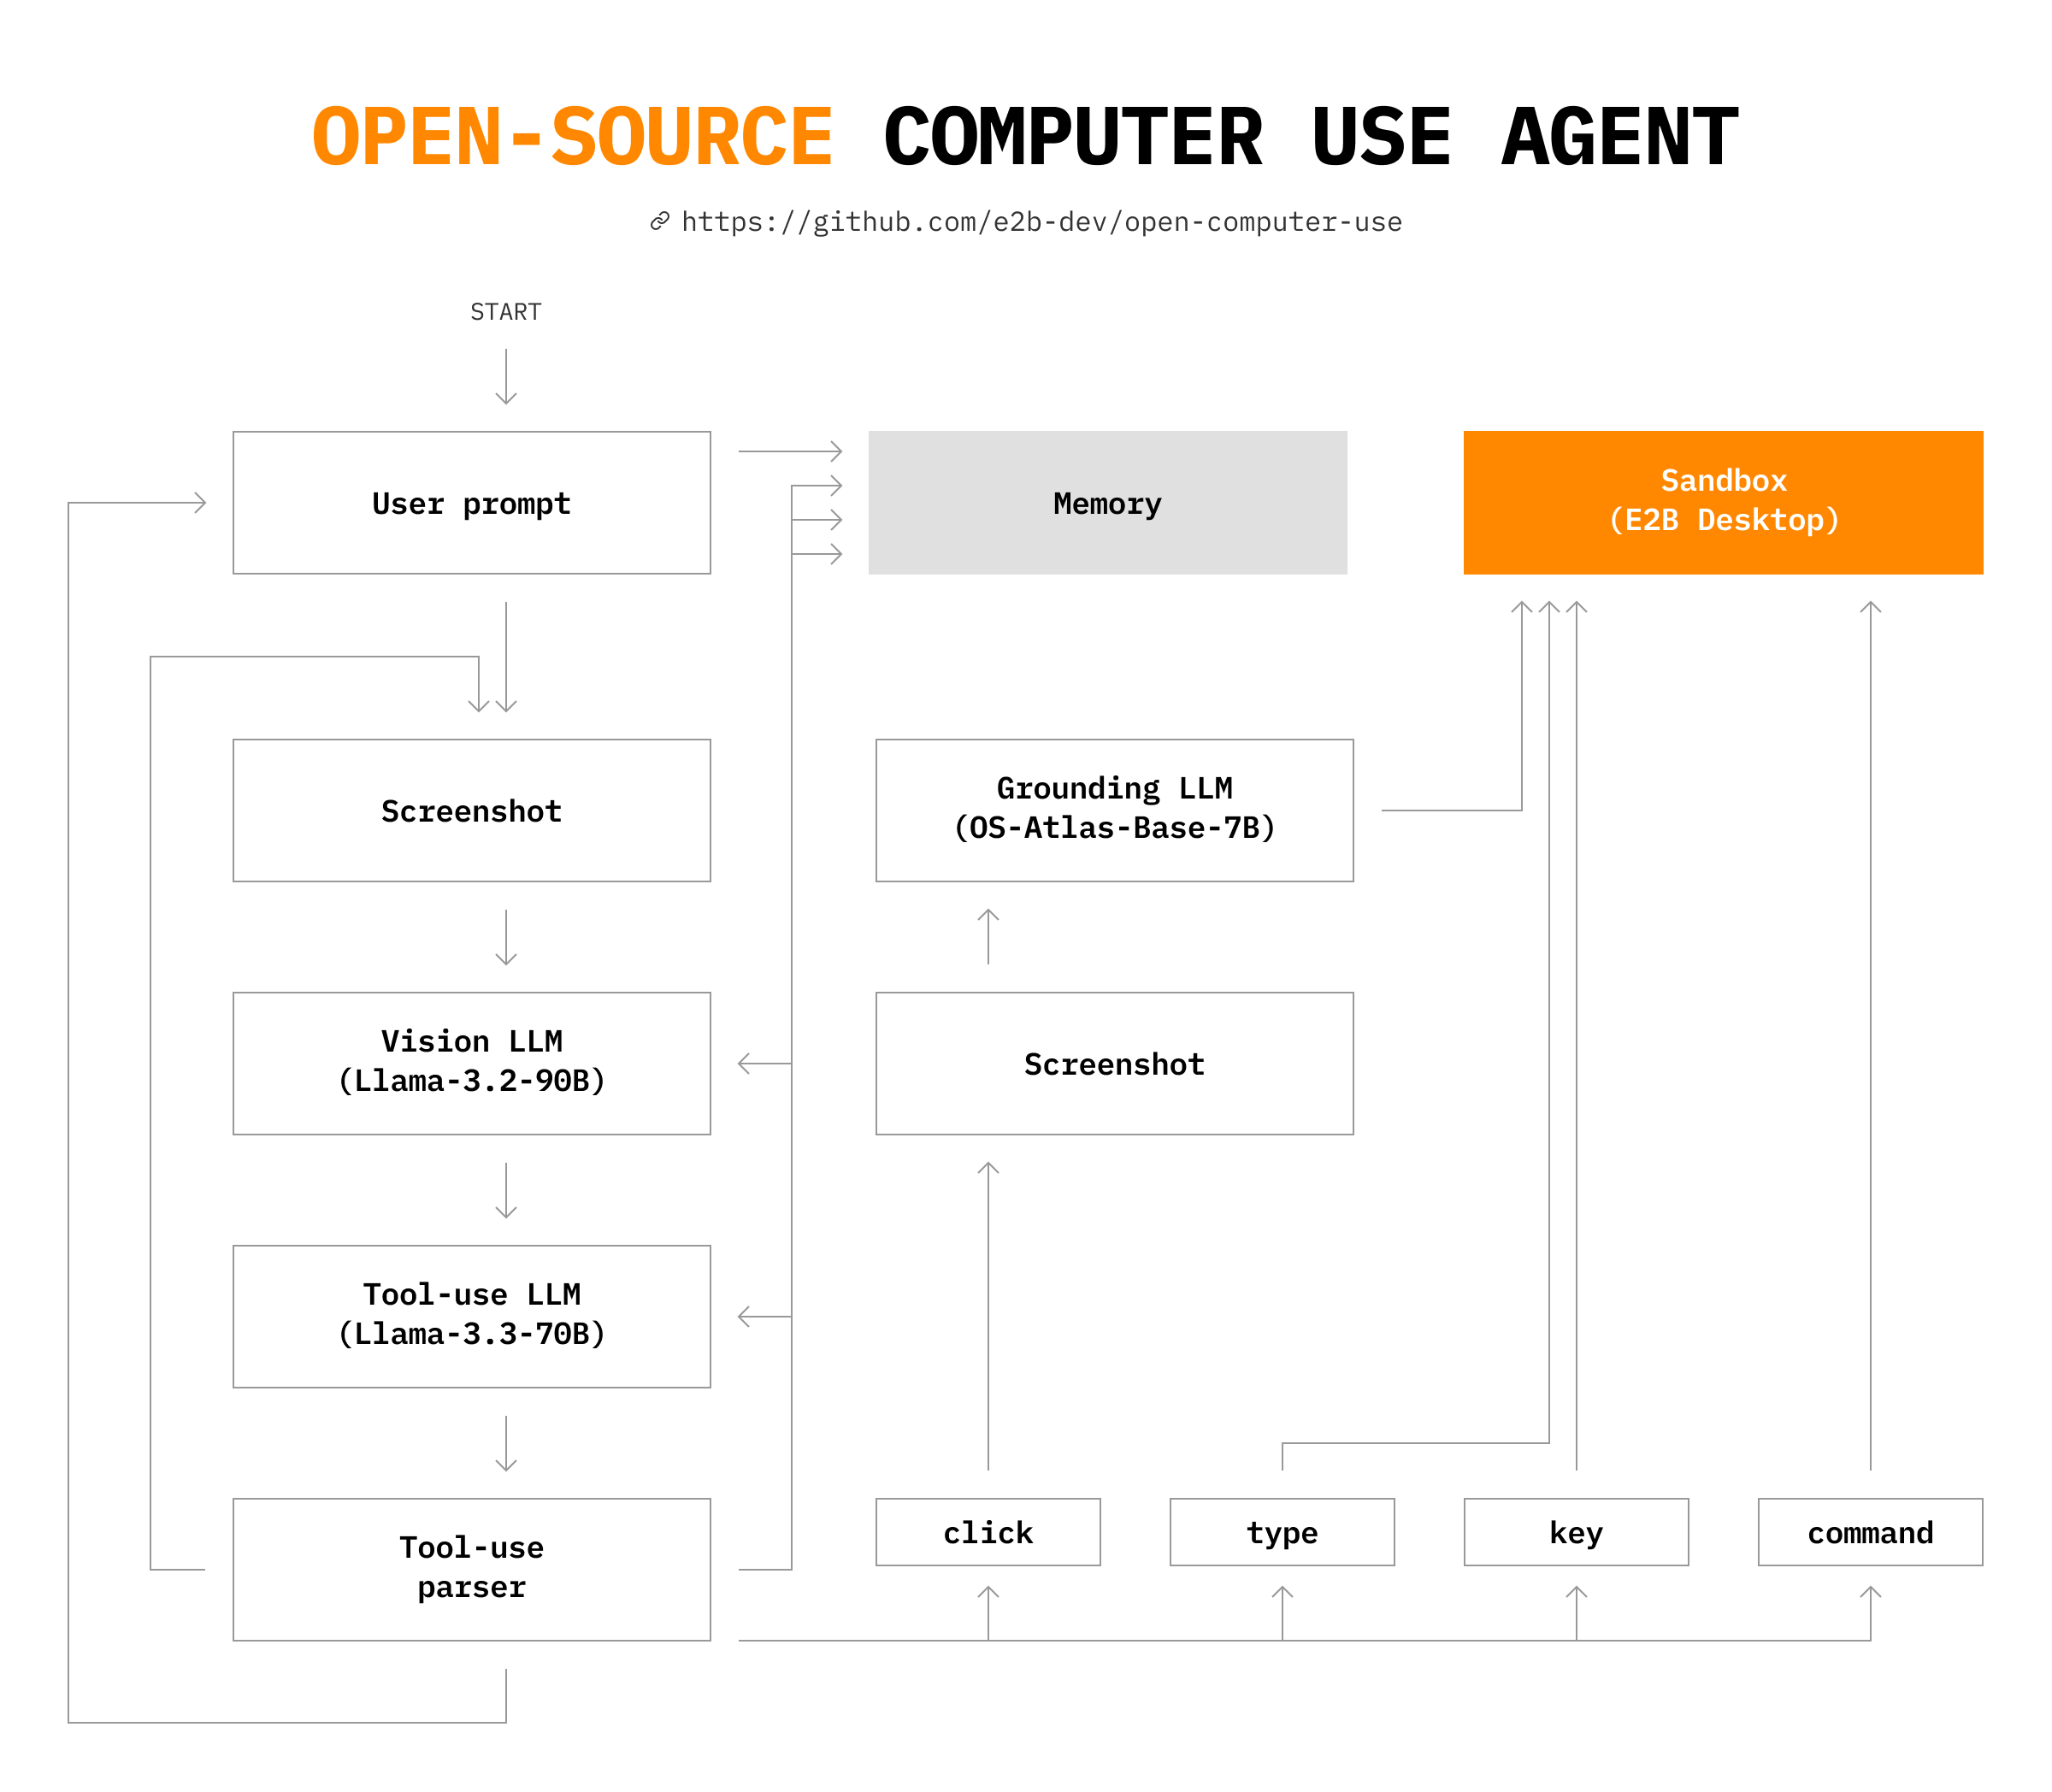 OPEN-SOURCE COMPUTER USE AGENT
https://github.com/e2b-dev/open-computer-use
START
User prompt
Memory
Sandbox
(E2B Desktop)
Screenshot
Grounding LLM
(OS-Atlas-Base-7B)
Vision LLM
(Llama-3.2-90B)
Screenshot
Tool-use LLM
(Llama-3.3-70B)
Tool-use
parser
click
type
key
command